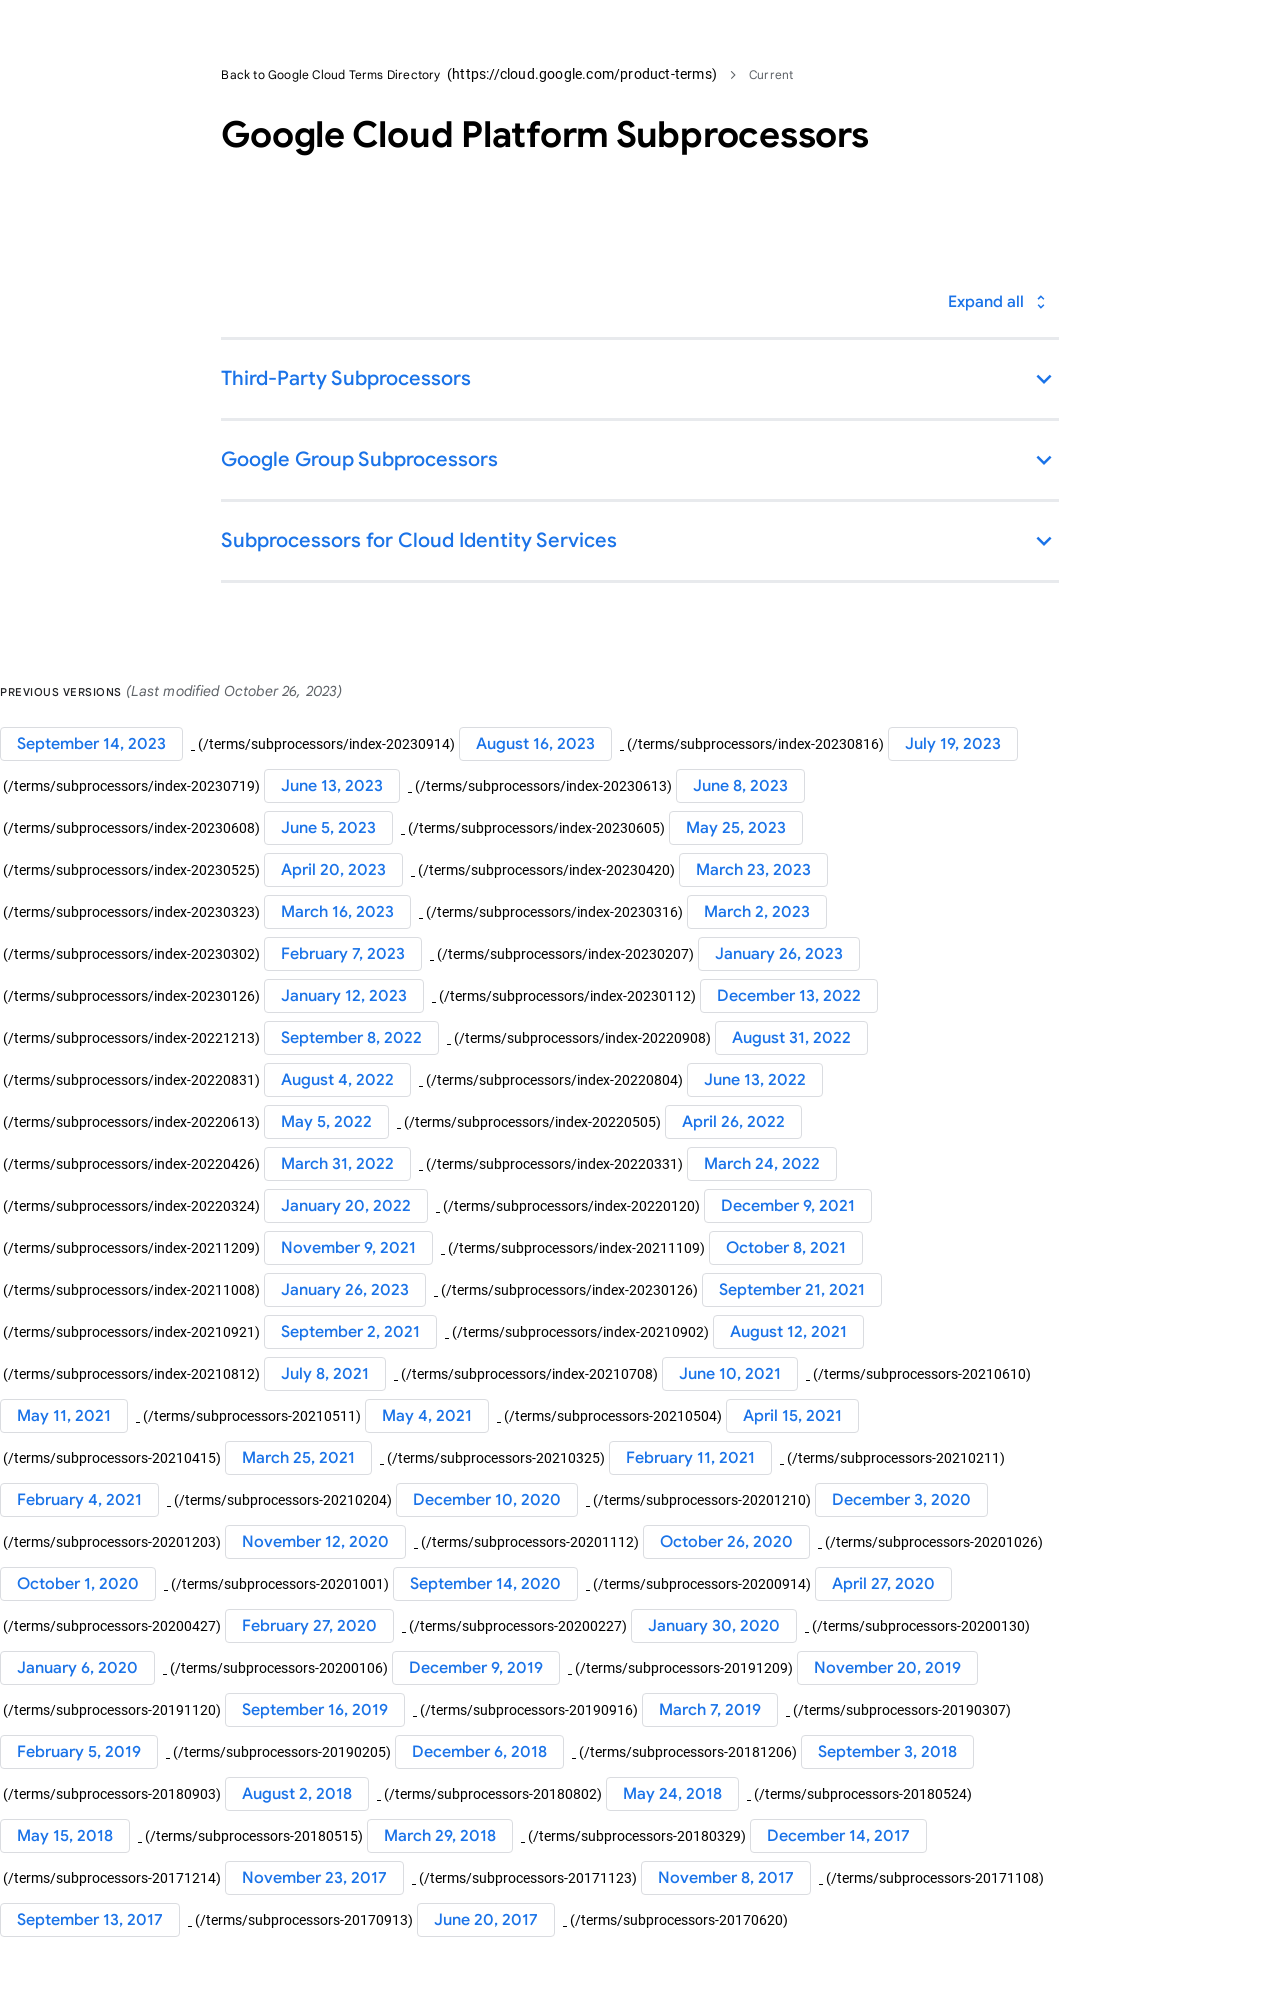 Back to Google Cloud Terms Directory (https://cloud.google.com/product-terms) > Current
Google Cloud Platform Subprocessors
Expand all
Third-Party Subprocessors
Google Group Subprocessors
Subprocessors for Cloud Identity Services
PREVIOUS VERSIONS (Last modified October 26, 2023)
September 14, 2023 (/terms/subprocessors/index-20230914) August 16, 2023 (/terms/subprocessors/index-20230816) July 19, 2023
(/terms/subprocessors/index-20230719) June 13, 2023 (/terms/subprocessors/index-20230613) June 8, 2023
(/terms/subprocessors/index-20230608) June 5, 2023 (/terms/subprocessors/index-20230605) May 25, 2023
(/terms/subprocessors/index-20230525) April 20, 2023 (/terms/subprocessors/index-20230420) March 23, 2023
(/terms/subprocessors/index-20230323) March 16, 2023 (/terms/subprocessors/index-20230316) March 2, 2023
(/terms/subprocessors/index-20230302) February 7, 2023 (/terms/subprocessors/index-20230207) January 26, 2023
(/terms/subprocessors/index-20230126) January 12, 2023 (/terms/subprocessors/index-20230112) December 13, 2022
(/terms/subprocessors/index-20221213) September 8, 2022 (/terms/subprocessors/index-20220908) August 31, 2022
(/terms/subprocessors/index-20220831) August 4, 2022 (/terms/subprocessors/index-20220804) June 13, 2022
(/terms/subprocessors/index-20220613) May 5, 2022 (/terms/subprocessors/index-20220505) April 26, 2022
(/terms/subprocessors/index-20220426) March 31, 2022 (/terms/subprocessors/index-20220331) March 24, 2022
(/terms/subprocessors/index-20220324) January 20, 2022 (/terms/subprocessors/index-20220120) December 9, 2021
(/terms/subprocessors/index-20211209) November 9, 2021 (/terms/subprocessors/index-20211109) October 8, 2021
(/terms/subprocessors/index-20211008) January 26, 2023 (/terms/subprocessors/index-20230126) September 21, 2021
(/terms/subprocessors/index-20210921) September 2, 2021 (/terms/subprocessors/index-20210902) August 12, 2021
(/terms/subprocessors/index-20210812) July 8, 2021 (/terms/subprocessors/index-20210708) June 10, 2021 (/terms/subprocessors-20210610)
May 11, 2021 (/terms/subprocessors-20210511) May 4, 2021 (/terms/subprocessors-20210504) April 15, 2021
(/terms/subprocessors-20210415) March 25, 2021 (/terms/subprocessors-20210325) February 11, 2021 (/terms/subprocessors-20210211)
February 4, 2021 (/terms/subprocessors-20210204) December 10, 2020 (/terms/subprocessors-20201210) December 3, 2020
(/terms/subprocessors-20201203) November 12, 2020 (/terms/subprocessors-20201112) October 26, 2020 (/terms/subprocessors-20201026)
October 1, 2020 (/terms/subprocessors-20201001) September 14, 2020 (/terms/subprocessors-20200914) April 27, 2020
(/terms/subprocessors-20200427) February 27, 2020 (/terms/subprocessors-20200227) January 30, 2020 (/terms/subprocessors-20200130)
January 6, 2020 (/terms/subprocessors-20200106) December 9, 2019 (/terms/subprocessors-20191209) November 20, 2019
(/terms/subprocessors-20191120) September 16, 2019 (/terms/subprocessors-20190916) March 7, 2019 (/terms/subprocessors-20190307)
February 5, 2019 (/terms/subprocessors-20190205) December 6, 2018 (/terms/subprocessors-20181206) September 3, 2018
(/terms/subprocessors-20180903) August 2, 2018 (/terms/subprocessors-20180802) May 24, 2018 (/terms/subprocessors-20180524)
May 15, 2018 (/terms/subprocessors-20180515) March 29, 2018 (/terms/subprocessors-20180329) December 14, 2017
(/terms/subprocessors-20171214) November 23, 2017 (/terms/subprocessors-20171123) November 8, 2017 (/terms/subprocessors-20171108)
September 13, 2017 (/terms/subprocessors-20170913) June 20, 2017 (/terms/subprocessors-20170620)